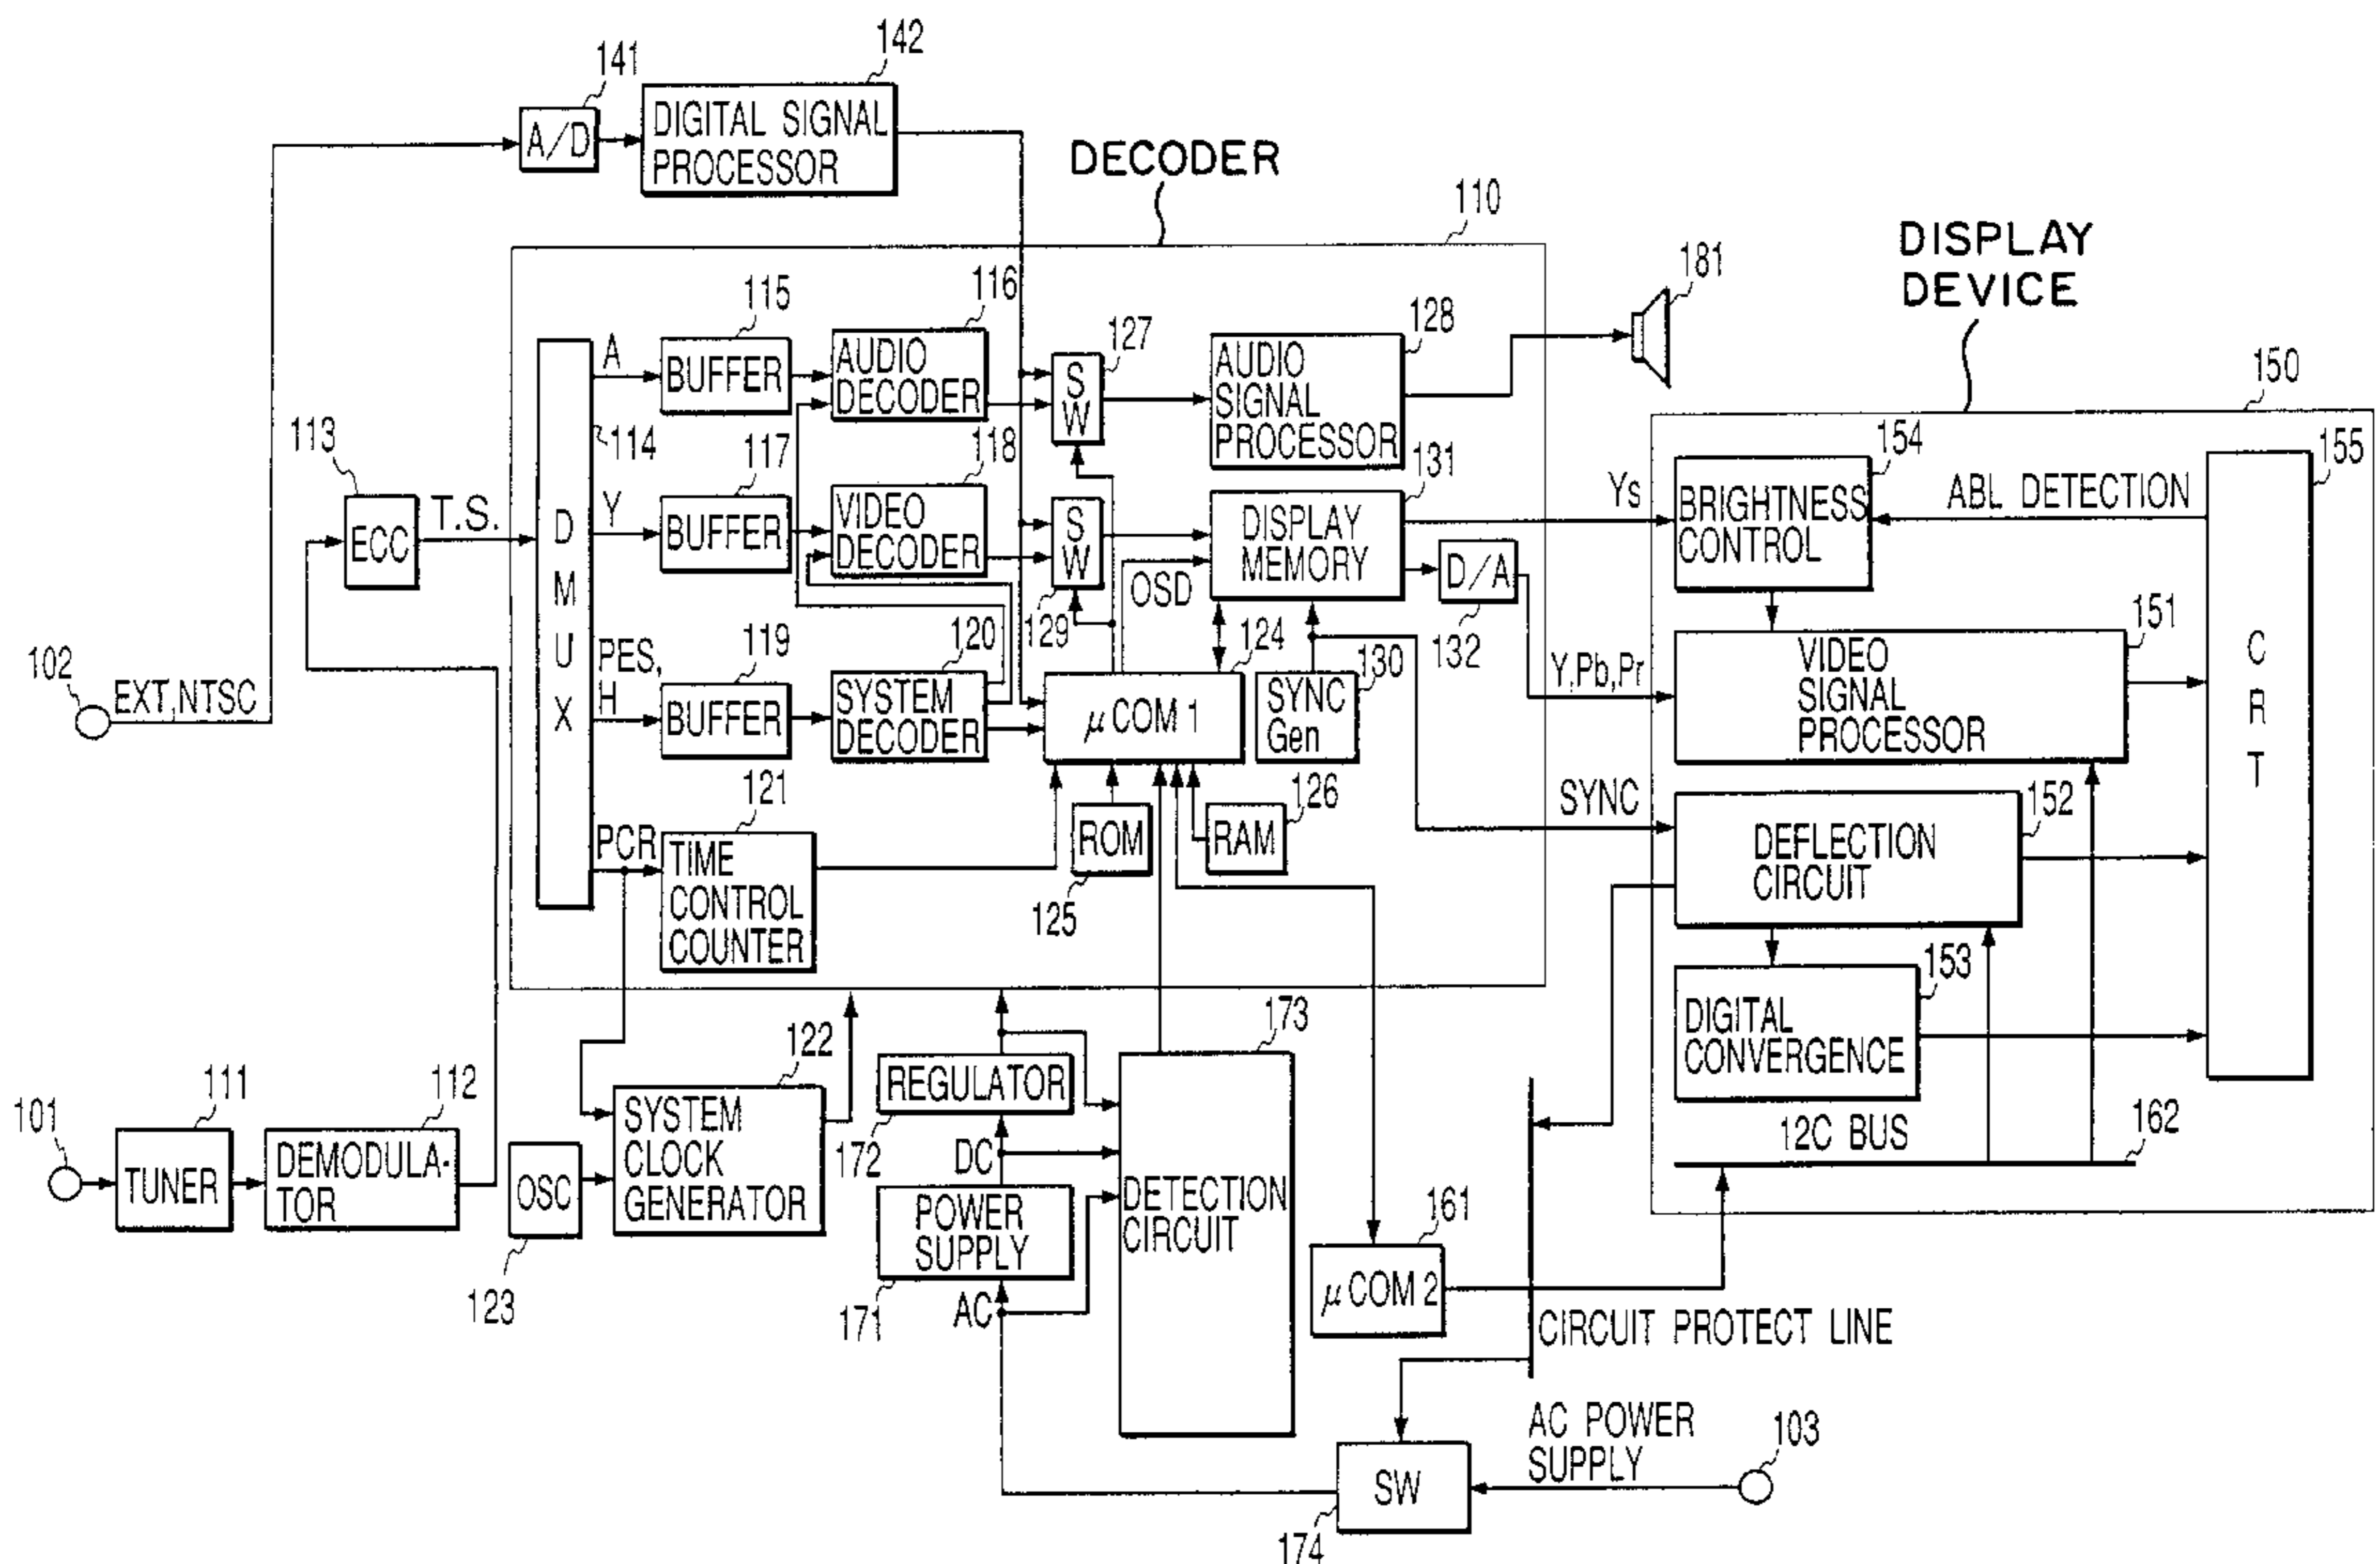 142
141
A/D
DIGITAL SIGNAL
PROCESSOR
DECODER
110
DISPLAY
DEVICE
181
115
116
127
128
150
A
BUFFER
AUDIO
DECODER
S
W
AUDIO
SIGNAL
PROCESSOR
113
114
117
118
131
154
155
ECC
T.S.
D
M
U
X
Y
BUFFER
VIDEO
DECODER
S
W
129
OSD
DISPLAY
MEMORY
D/A
132
Ys
BRIGHTNESS
CONTROL
ABL DETECTION
C
R
T
102
EXT,NTSC
PES,
H
119
BUFFER
120
SYSTEM
DECODER
124
μCOM 1
130
SYNC
Gen
Y,Pb,Pr
151
VIDEO
SIGNAL
PROCESSOR
121
PCR
TIME
CONTROL
COUNTER
ROM
125
126
RAM
SYNC
152
DEFLECTION
CIRCUIT
153
DIGITAL
CONVERGENCE
101
111
TUNER
112
DEMODULA-
TOR
OSC
123
122
SYSTEM
CLOCK
GENERATOR
REGULATOR
172
DC
POWER
SUPPLY
171
AC
173
DETECTION
CIRCUIT
161
μCOM 2
12C BUS
162
CIRCUIT PROTECT LINE
AC POWER
SUPPLY
103
SW
174